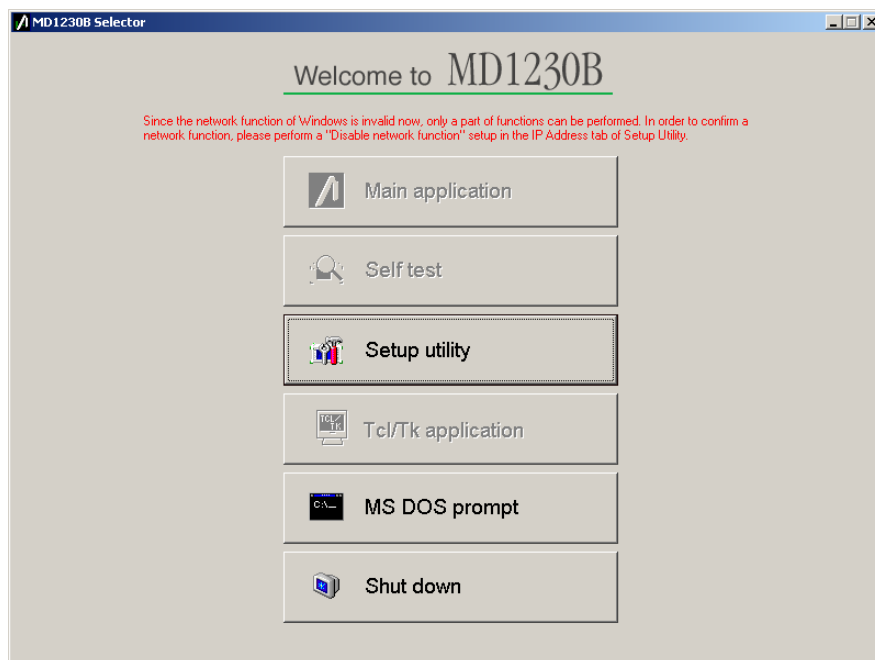 MD1230B Selector
Welcome to MD1230B
Since the network function of Windows is invalid now, only a part of functions can be performed. In order to confirm a
network function, please perform a "Disable network function" setup in the IP Address tab of Setup Utility.
Main application
Self test
Setup utility
TCL/
TK
Tcl/Tk application
C:\_
MS DOS prompt
Shut down